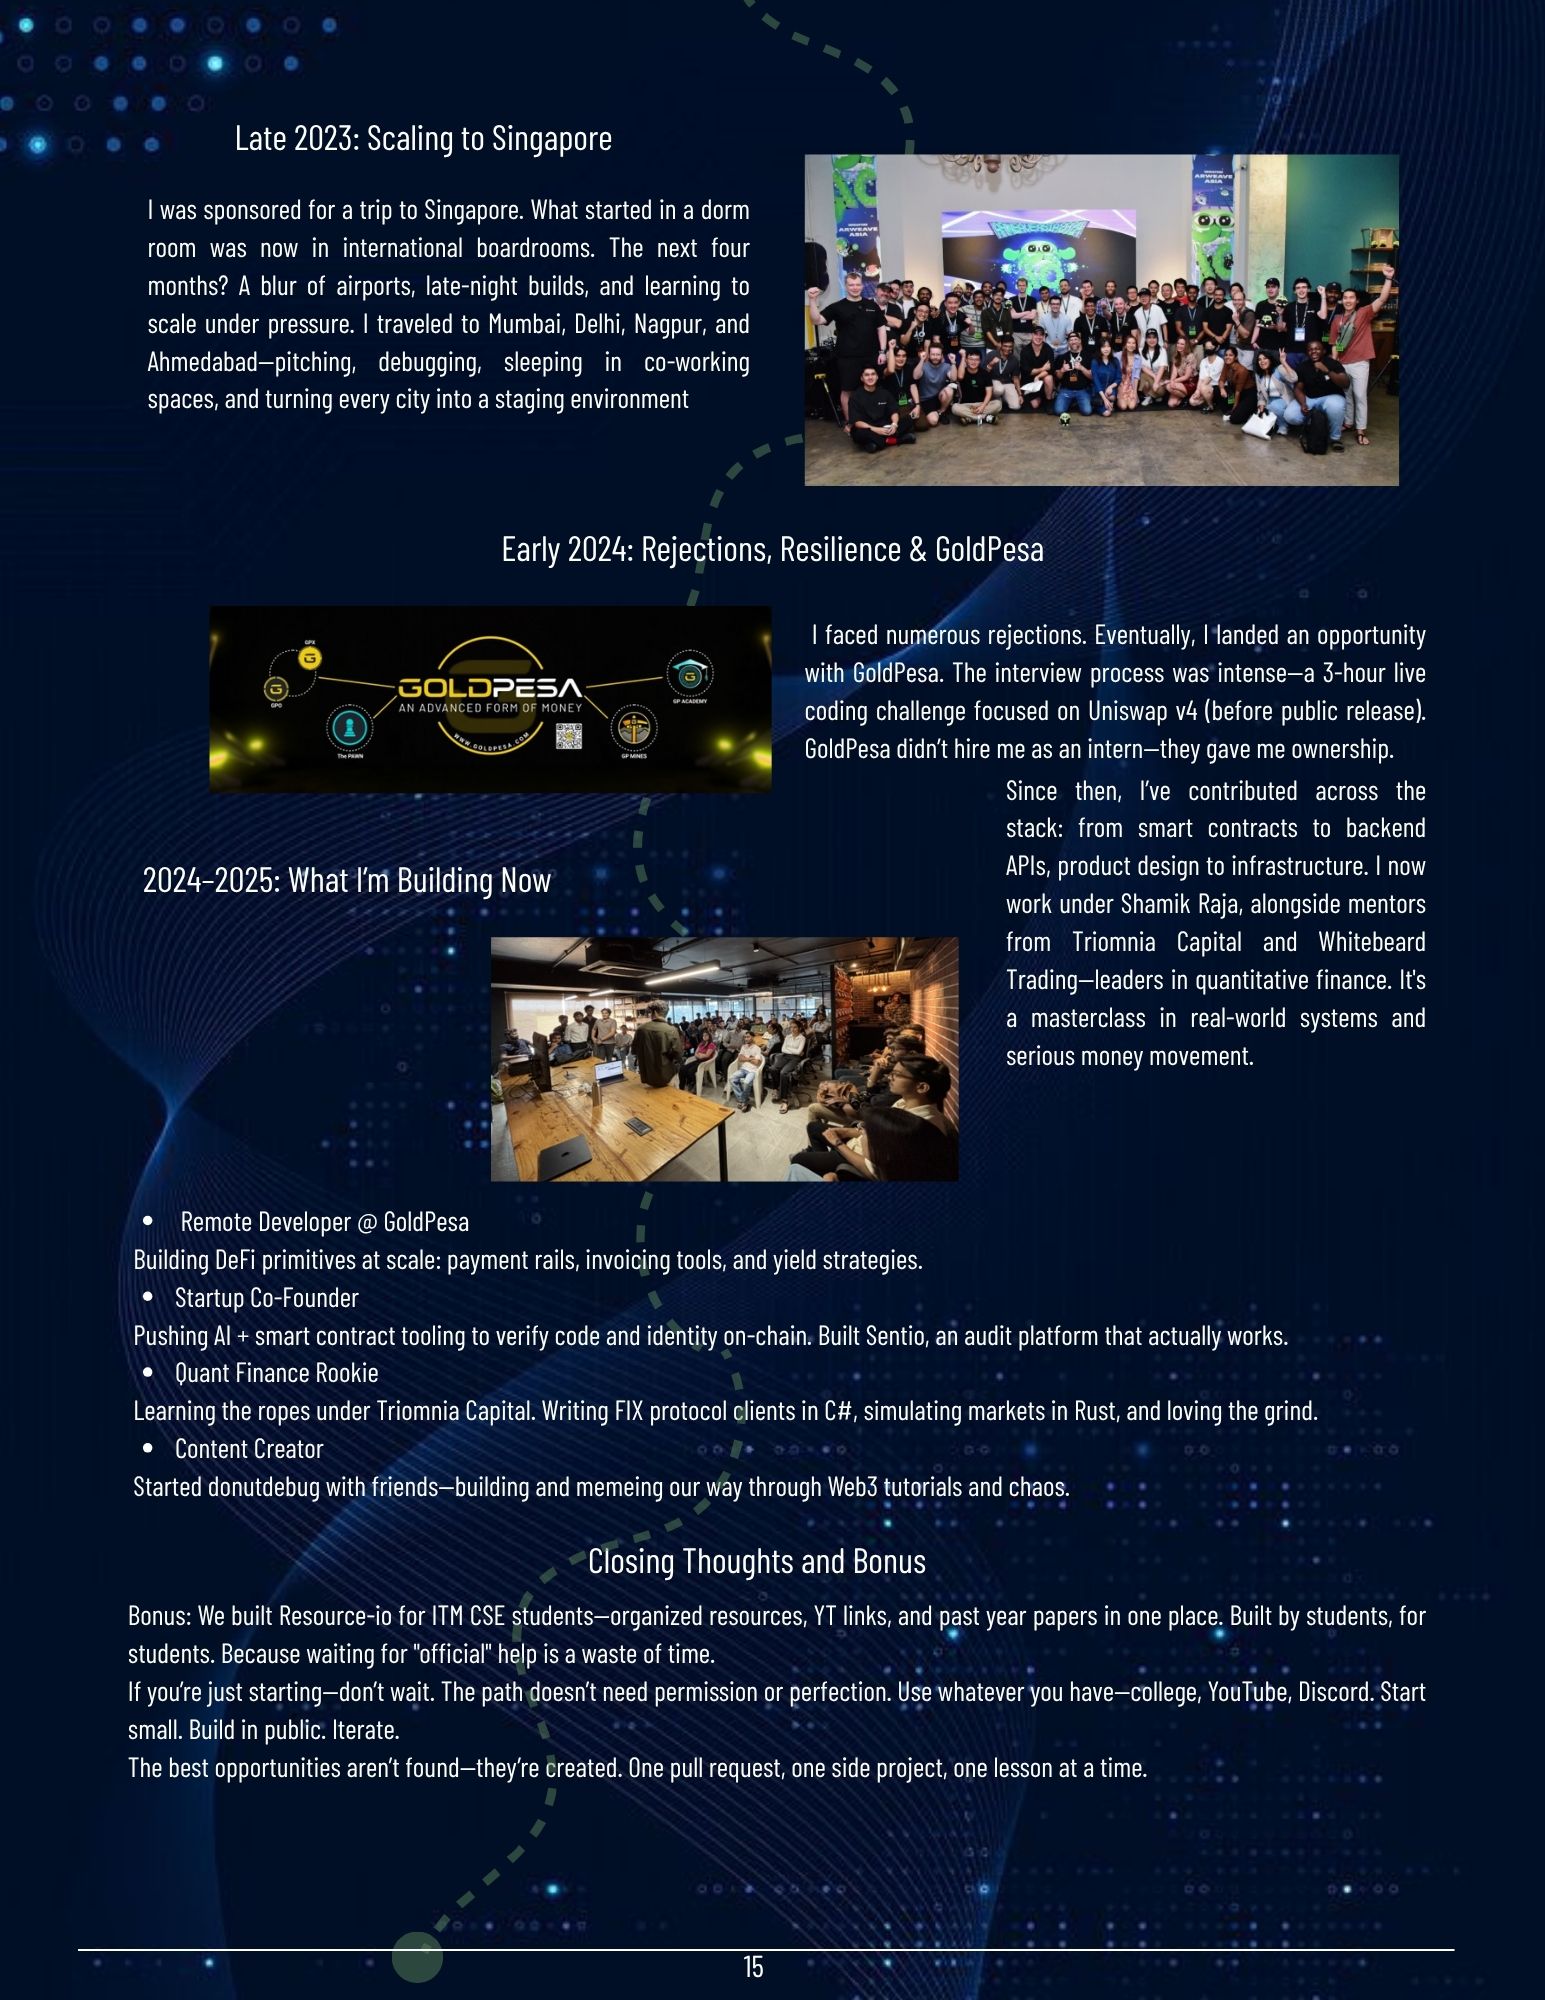 Late 2023: Scaling to Singapore
I was sponsored for a trip to Singapore. What started in a dorm
room was now in international boardrooms. The next four
months? A blur of airports, late-night builds, and learning to
scale under pressure. I traveled to Mumbai, Delhi, Nagpur, and
Ahmedabad—pitching, debugging, sleeping in co-working
spaces, and turning every city into a staging environment
ARWEAVE
ASIA
ARWEAVE
ASIA
Early 2024: Rejections, Resilience & GoldPesa
GPX
GPO
The PAWN
GOLDPESA
AN ADVANCED FORM OF MONEY
WWW.GOLDPESA.COM
GP ACADEMY
GP MINES
I faced numerous rejections. Eventually, I landed an opportunity
with GoldPesa. The interview process was intense—a 3-hour live
coding challenge focused on Uniswap v4 (before public release).
GoldPesa didn’t hire me as an intern—they gave me ownership.
Since then, I’ve contributed across the
stack: from smart contracts to backend
APIs, product design to infrastructure. I now
work under Shamik Raja, alongside mentors
from Triomnia Capital and Whitebeard
Trading—leaders in quantitative finance. It's
a masterclass in real-world systems and
serious money movement.
2024–2025: What I’m Building Now
• Remote Developer @ GoldPesa
Building DeFi primitives at scale: payment rails, invoicing tools, and yield strategies.
• Startup Co-Founder
Pushing AI + smart contract tooling to verify code and identity on-chain. Built Sentio, an audit platform that actually works.
• Quant Finance Rookie
Learning the ropes under Triomnia Capital. Writing FIX protocol clients in C#, simulating markets in Rust, and loving the grind.
• Content Creator
Started donutdebug with friends—building and memeing our way through Web3 tutorials and chaos.
Closing Thoughts and Bonus
Bonus: We built Resource-io for ITM CSE students—organized resources, YT links, and past year papers in one place. Built by students, for
students. Because waiting for "official" help is a waste of time.
If you’re just starting—don’t wait. The path doesn’t need permission or perfection. Use whatever you have—college, YouTube, Discord. Start
small. Build in public. Iterate.
The best opportunities aren’t found—they’re created. One pull request, one side project, one lesson at a time.
15